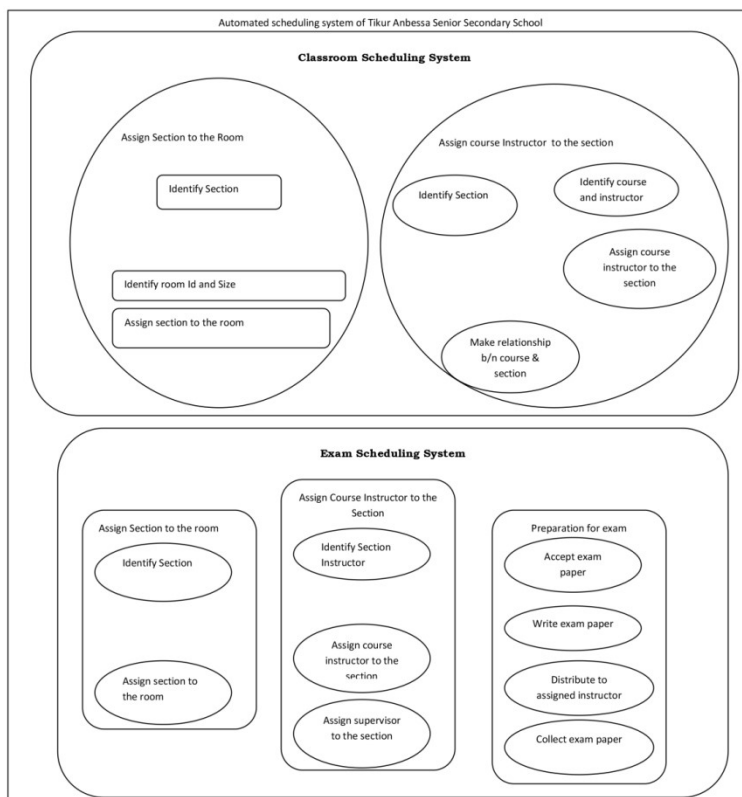 Automated scheduling system of Tikur Anbessa Senior Secondary School
Classroom Scheduling System
Assign Section to the Room
Identify Section
Identify room Id and Size
Assign section to the room
Assign course Instructor to the section
Identify Section
Identify course
and instructor
Assign course
instructor to the
section
Make relationship
b/n course &
section
Exam Scheduling System
Assign Section to the room
Identify Section
Assign section to
the room
Assign Course Instructor to the
Section
Identify Section
Instructor
Assign course
instructor to the
section
Assign supervisor
to the section
Preparation for exam
Accept exam
paper
Write exam paper
Distribute to
assigned instructor
Collect exam paper